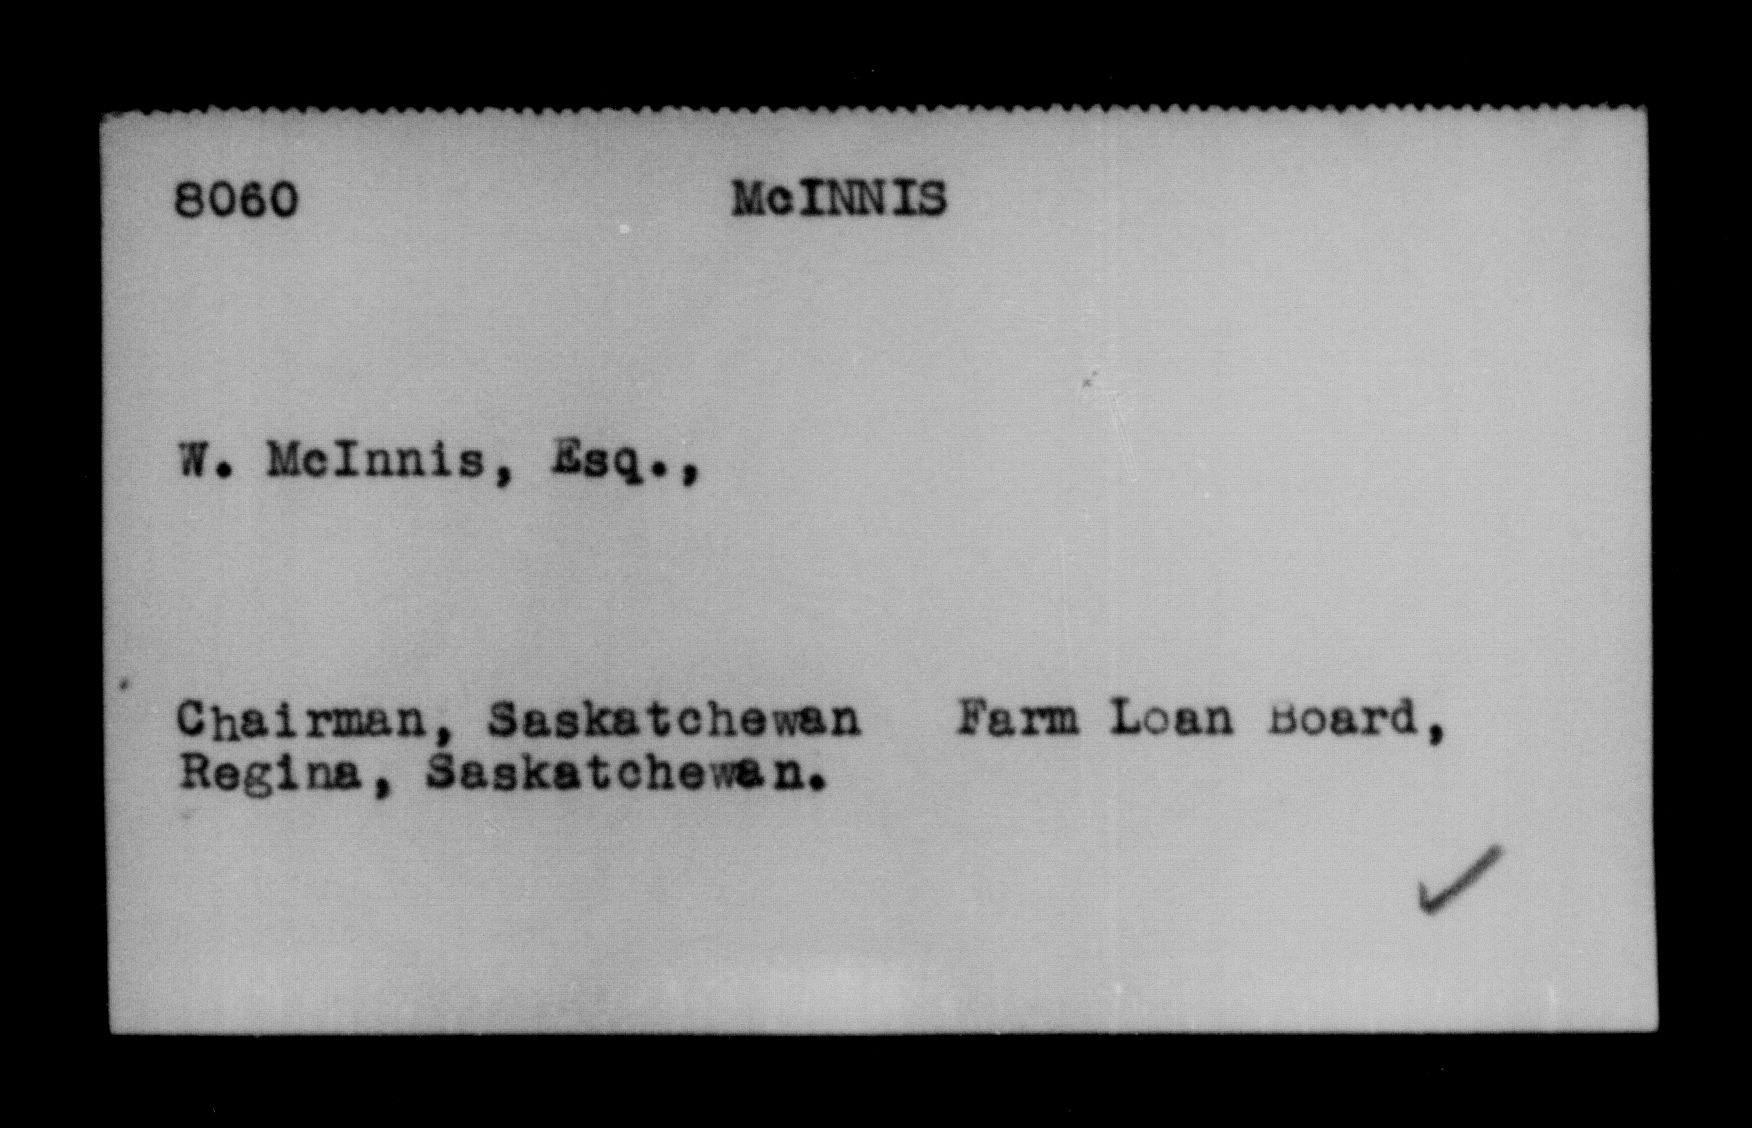 8060 McINNIS
W. McInnis, Esq.,
Chairman, Saskatchewan Farm Loan Board,
Regina, Saskatchewan.